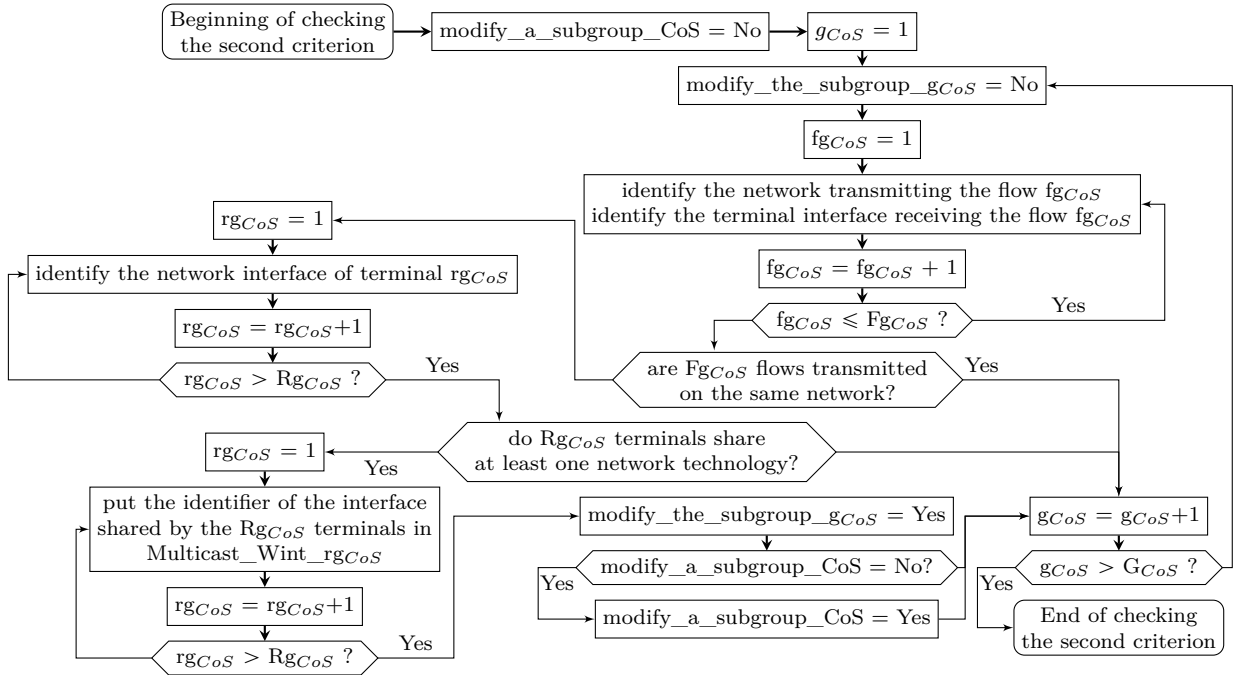 Beginning of checking
the second criterion
modify_a_subgroup_CoS = No
g_CoS = 1
modify_the_subgroup_g_CoS = No
fg_CoS = 1
identify the network transmitting the flow fg_CoS
identify the terminal interface receiving the flow fg_CoS
fg_CoS = fg_CoS + 1
fg_CoS ⩽ Fg_CoS ?
Yes
are Fg_CoS flows transmitted
on the same network?
Yes
rg_CoS = 1
identify the network interface of terminal rg_CoS
rg_CoS = rg_CoS+1
rg_CoS > Rg_CoS ?
Yes
do Rg_CoS terminals share
at least one network technology?
Yes
rg_CoS = 1
put the identifier of the interface
shared by the Rg_CoS terminals in
Multicast_Wint_rg_CoS
rg_CoS = rg_CoS+1
rg_CoS > Rg_CoS ?
Yes
modify_the_subgroup_g_CoS = Yes
modify_a_subgroup_CoS = No?
Yes
modify_a_subgroup_CoS = Yes
g_CoS = g_CoS+1
g_CoS > G_CoS ?
Yes
End of checking
the second criterion